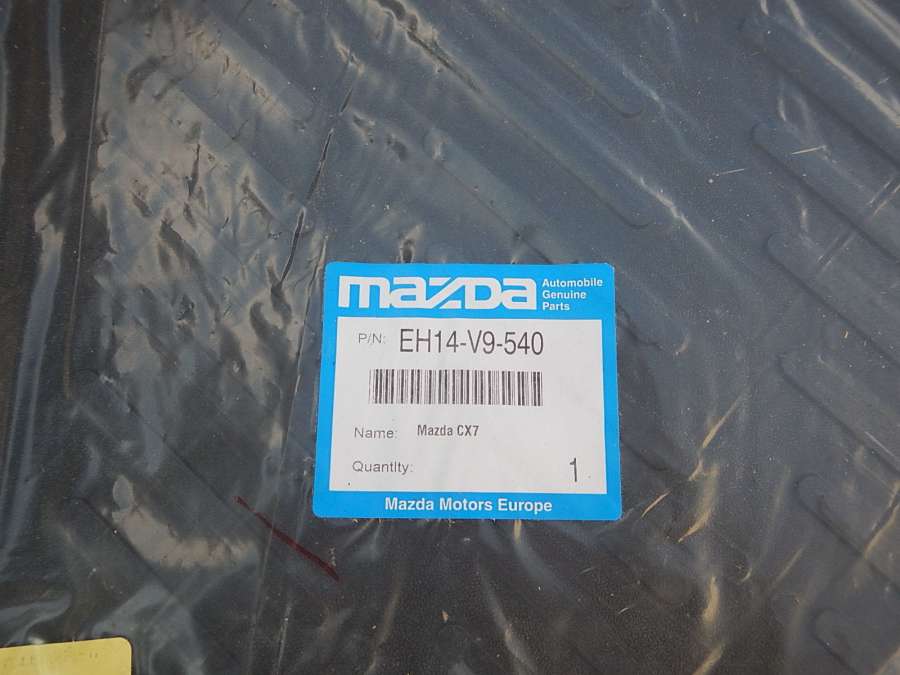 mazda
Automobile
Genuine
Parts
P/N: EH14-V9-540
Name: Mazda CX7
Quantity: 1
Mazda Motors Europe